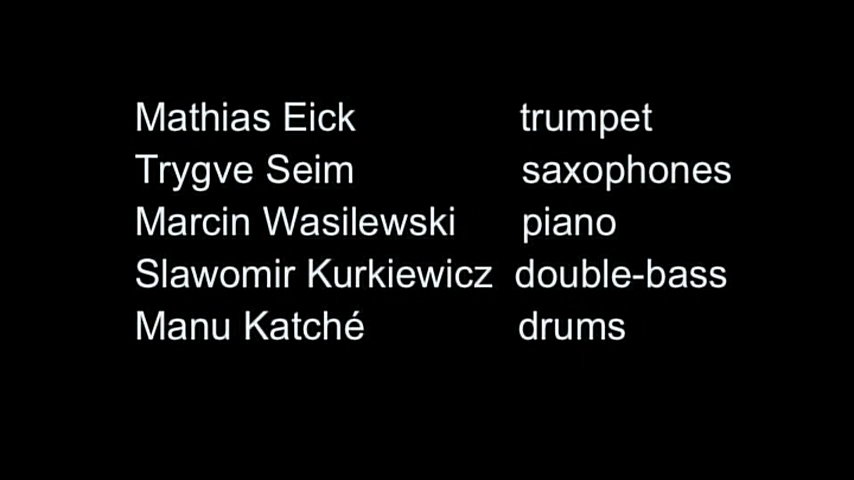 Mathias Eick trumpet
Trygve Seim saxophones
Marcin Wasilewski piano
Slawomir Kurkiewicz double-bass
Manu Katché drums